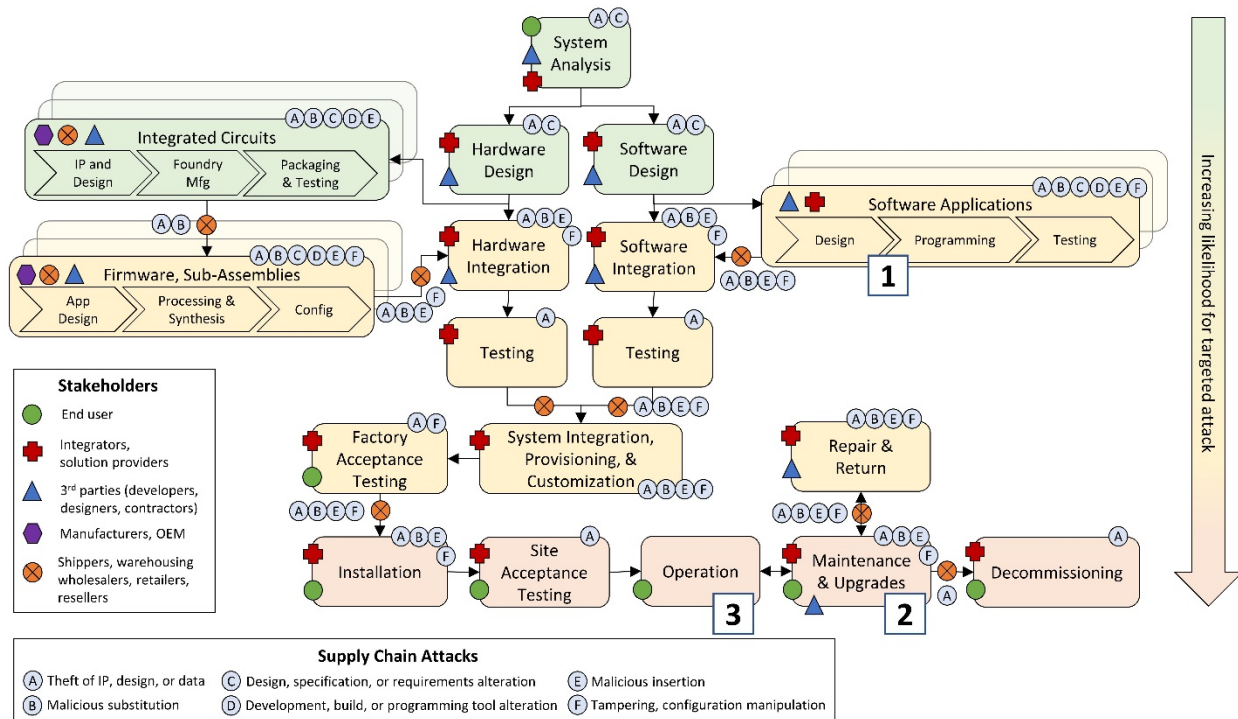 A C
System
Analysis
A B C D E
Integrated Circuits
IP and
Design
Foundry
Mfg
Packaging
& Testing
A C
Hardware
Design
A C
Software
Design
A B C D E F
Software Applications
Design
Programming
Testing
1
A B
A B C D E F
Firmware, Sub-Assemblies
App
Design
Processing &
Synthesis
Config
A B E F
A B E
F
Hardware
Integration
A B E
F
Software
Integration
A B E F
A
Testing
A
Testing
A B E F
Increasing likelihood for targeted attack
Stakeholders
End user
Integrators,
solution providers
3rd parties (developers,
designers, contractors)
Manufacturers, OEM
Shippers, warehousing
wholesalers, retailers,
resellers
A F
Factory
Acceptance
Testing
System Integration,
Provisioning, &
Customization
A B E F
A B E F
Repair &
Return
A B E F
A B E F
A B E
F
Installation
A
Site
Acceptance
Testing
Operation
3
A B E
F
Maintenance
& Upgrades
2
A
A
Decommissioning
Supply Chain Attacks
A Theft of IP, design, or data
C Design, specification, or requirements alteration
E Malicious insertion
B Malicious substitution
D Development, build, or programming tool alteration
F Tampering, configuration manipulation